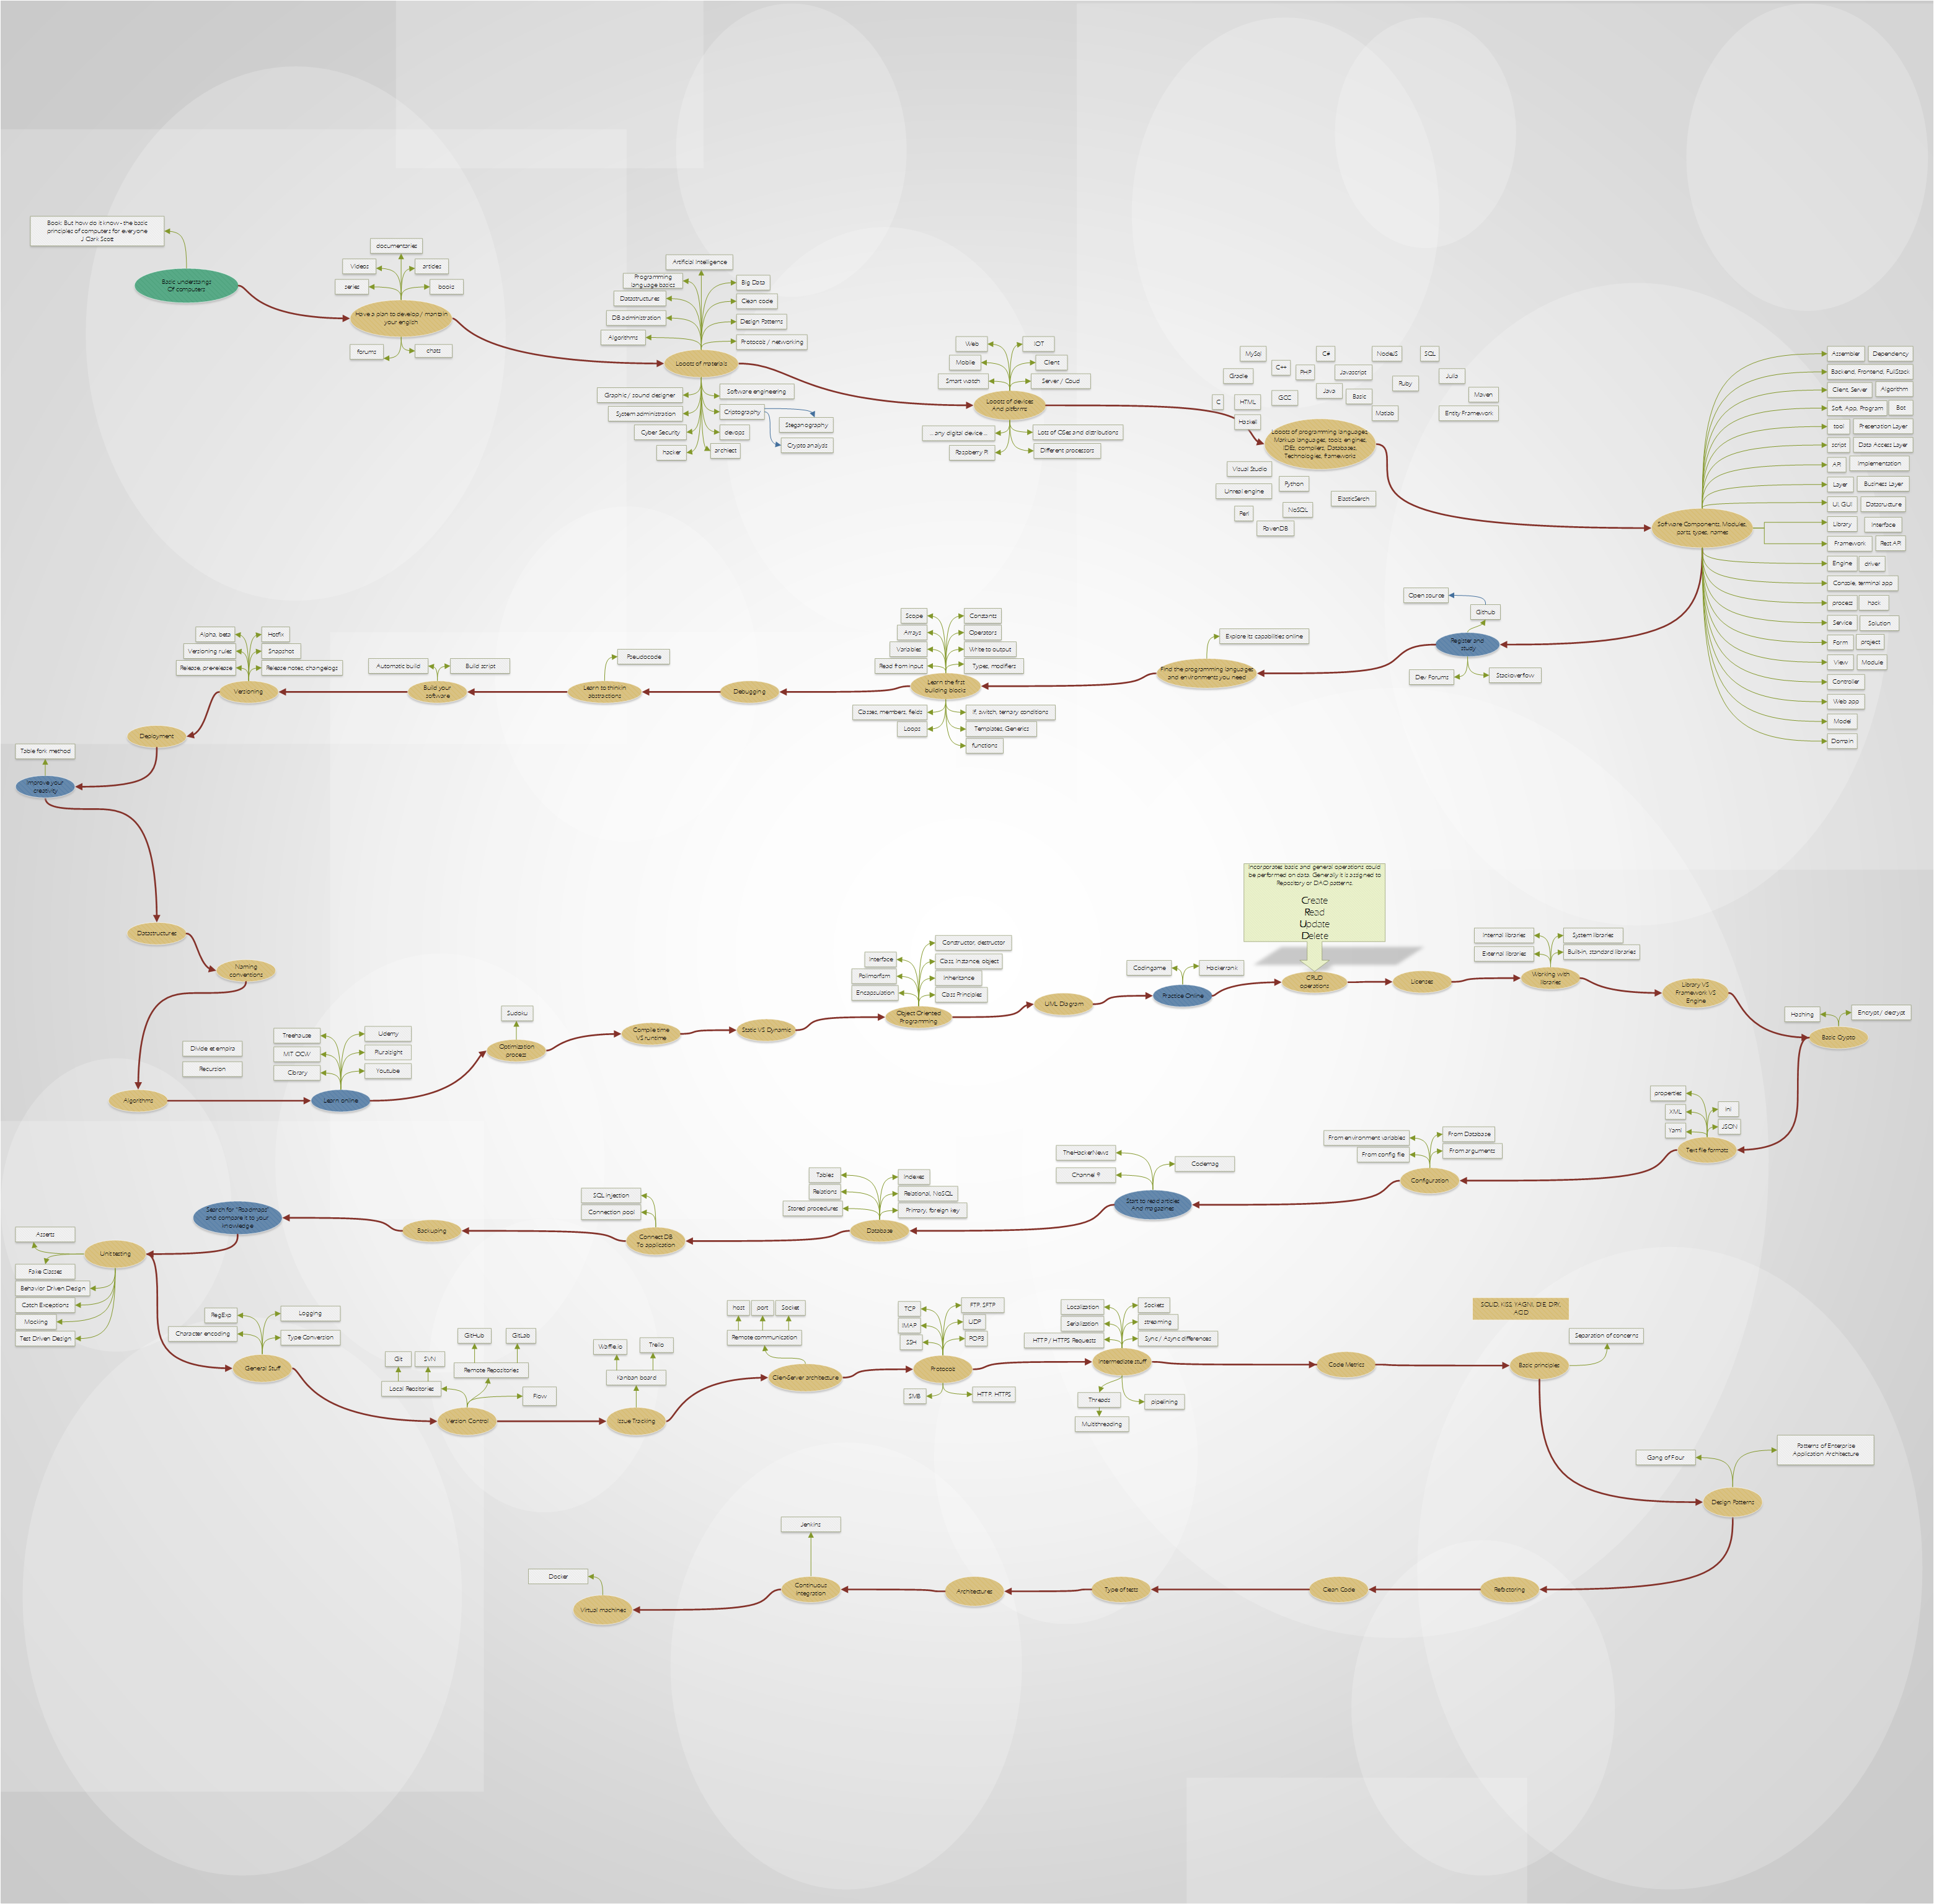 Book: But how do it know - the basic
principles of computers for everyone
J Clark Scott
Basic understangs
Of computers
documentaries
Videos
articles
series
books
Have a plan to develop / mantain
your english
forums
chats
Artificial Intelligence
Programming
language basics
Big Data
Datastructures
Clean code
DB administration
Design Patterns
Algorithms
Protocols / networking
Looots of materials
Graphic / sound designer
Software engineering
System administration
Criptography
Steganography
Cyber Security
devops
Crypto analysis
hacker
architect
Web
IOT
Mobile
Client
Smart watch
Server / Coud
Looots of devices
And platforms
... any digital device ...
Lots of OSes and distributions
Raspberry Pi
Different processors
MySql
C#
NodeJS
SQL
C++
PHP
Javascript
Gradle
Julia
Ruby
Java
Basic
Maven
GCC
C
HTML
Matlab
Entity Framework
Haskell
Looots of programming languages,
Markup languages, tools, engines,
IDEs, compilers, Databases,
Technologies, frameworks
Visual Studio
Python
Unreal engine
ElasticSerch
NoSQL
Perl
RavenDB
Software Components, Modules,
parts, types, names
Assembler
Dependency
Backend, Frontend, FullStack
Client, Server
Algorithm
Soft, App, Program
Bot
tool
Presenation Layer
script
Data Access Layer
API
Implementation
Layer
Business Layer
UI, GUI
Datastructure
Library
Interface
Framework
Rest API
Engine
driver
Console, terminal app
process
hack
Service
Solution
Form
project
View
Module
Controller
Web app
Model
Domain
Open source
Github
Register and
study
Dev Forums
Stackoverflow
Explore its capabilities online
Find the programming languages
and environments you need
Scope
Constants
Arrays
Operators
Variables
Write to output
Read from input
Types, modifiers
Learn the first
building blocks
Classes, members, fields
If, switch, ternary conditions
Loops
Templates, Generics
functions
Debugging
Pseudocode
Learn to think in
abstractions
Automatic build
Build script
Build your
software
Alpha, beta
Hotfix
Versioning rules
Snapshot
Release, prerelease
Release notes, changelogs
Versioning
Deployment
Table fork method
Improve your
creativity
Datastructures
Naming
conventions
Divide et empira
Recursion
Algorithms
Treehouse
Udemy
MIT OCW
Pluralsight
Clibrary
Youtube
Learn online
Sudoku
Optimization
process
Compile time
VS runtime
Static VS Dynamic
Constructor, destructor
Interface
Class, instance, object
Polimorfism
Inheritance
Encapsulation
Class Principles
Object Oriented
Programming
UML Diagram
Codingame
Hackerrank
Practice Online
Incorporates basic and general operations could
be performed on data. Generally it is assigned to
Repository or DAO patterns.
Create
Read
Update
Delete
CRUD
operations
Licenses
Internal libraries
System libraries
External libraries
Built-in, standard libraries
Working with
libraries
Library VS
Framework VS
Engine
Hashing
Encrypt / decrypt
Basic Crypto
properties
XML
ini
Yaml
JSON
Text file formats
From environment variables
From Database
From config file
From arguments
Configuration
TheHackerNews
Codemag
Channel 9
Start to read articles
And magazines
Tables
Indexes
Relations
Relational, NoSQL
Stored procedures
Primary, foreign key
Database
SQL injection
Connection pool
Connect DB
To application
Backuping
Search for "Roadmaps"
and compare it to your
knowledge
Asserts
Unit testing
Fake Classes
Behavior Driven Design
Catch Exceptions
Mocking
Test Driven Design
RegExp
Logging
Character encoding
Type Conversion
General Stuff
GitHub
GitLab
Git
SVN
Remote Repositories
Local Repsitories
Flow
Version Control
Waffle.io
Trello
Kanban board
Issue Tracking
host
port
Socket
Remote communication
Clien-Server architecture
TCP
FTP, SFTP
IMAP
UDP
SSH
POP3
Protocols
SMB
HTTP, HTTPS
Localization
Sockets
Serialization
streaming
HTTP / HTTPS Requests
Sync / Async differences
Intermediate stuff
Threads
pipelining
Multithreading
Code Metrics
SOLID, KISS, YAGNI, DIE, DRY,
ACID
Separation of concerns
Basic principles
Gang of Four
Patterns of Enterprise
Application Architecture
Design Patterns
Refactoring
Clean Code
Type of tests
Architectures
Jenkins
Continuous
integration
Docker
Virtual machines